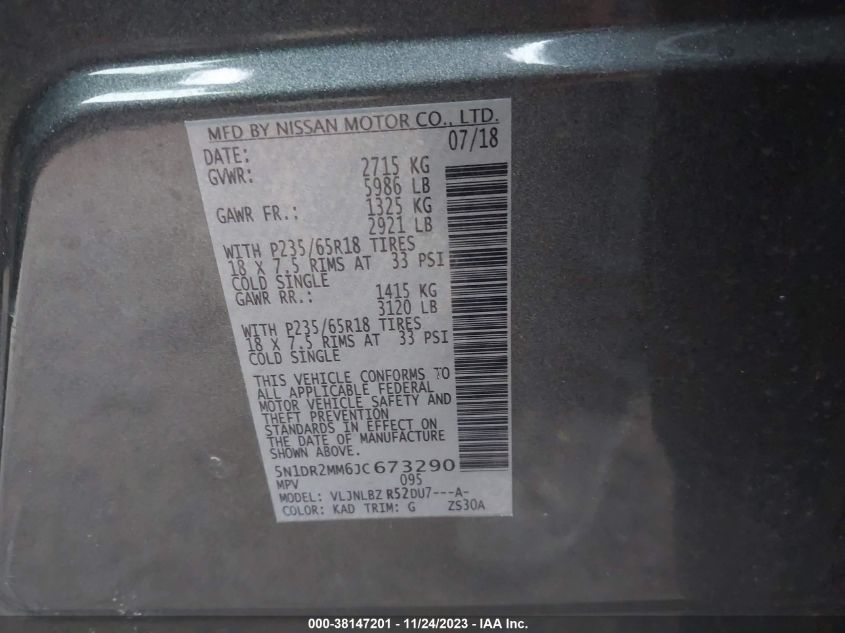 MFD BY NISSAN MOTOR CO., LTD.
DATE: 07/18
GVWR: 2715 KG
5986 LB
GAWR FR.: 1325 KG
2921 LB
WITH P235/65R18 TIRES
18 X 7.5 RIMS AT 33 PSI
COLD SINGLE
GAWR RR.: 1415 KG
3120 LB
WITH P235/65R18 TIRES
18 X 7.5 RIMS AT 33 PSI
COLD SINGLE
THIS VEHICLE CONFORMS TO
ALL APPLICABLE FEDERAL
MOTOR VEHICLE SAFETY AND
THEFT PREVENTION
STANDARDS IN EFFECT ON
THE DATE OF MANUFACTURE
SHOWN ABOVE.
5N1DR2MM6JC673290
MPV 095
MODEL: VLJNLBZ R52DU7---A-
COLOR: KAD TRIM: G ZS30A
000-38147201 - 11/24/2023 - IAA Inc.